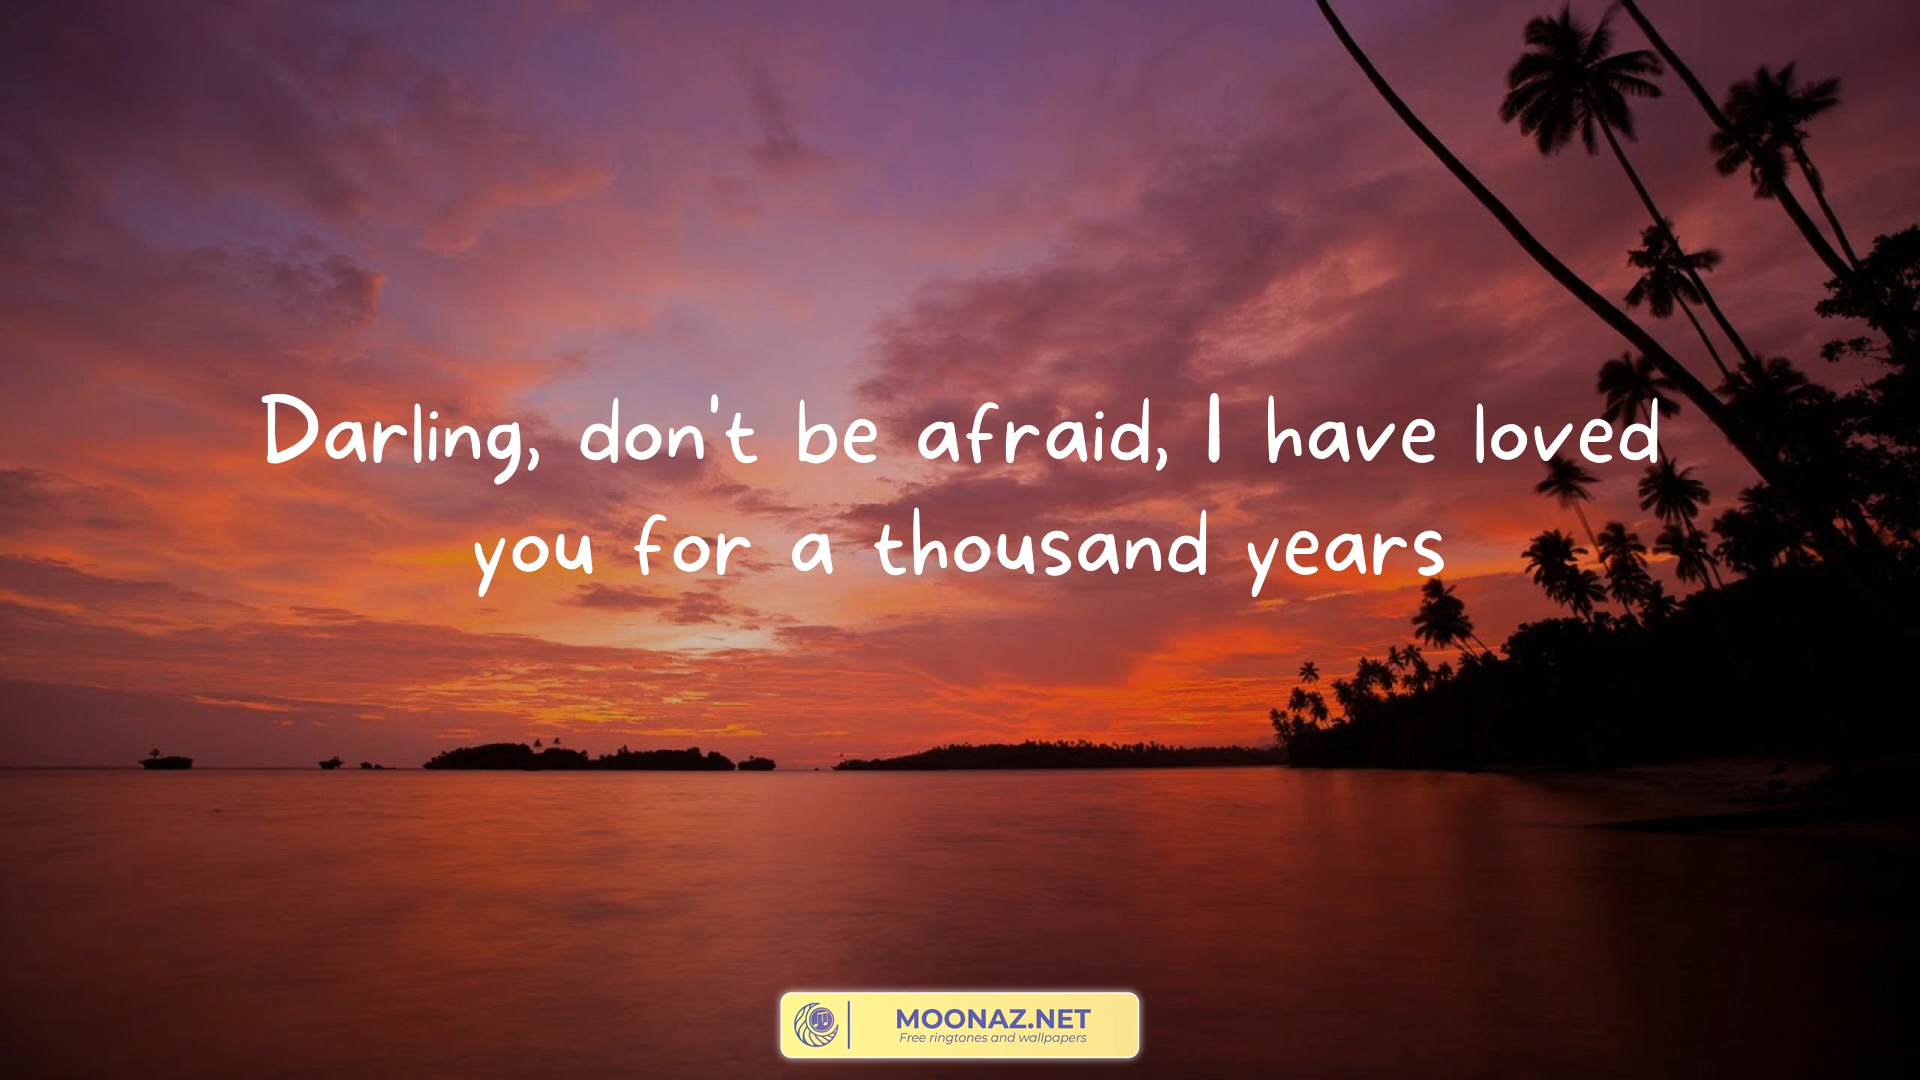 Darling, don't be afraid, I have loved
you for a thousand years
MOONAZ.NET
Free ringtones and wallpapers